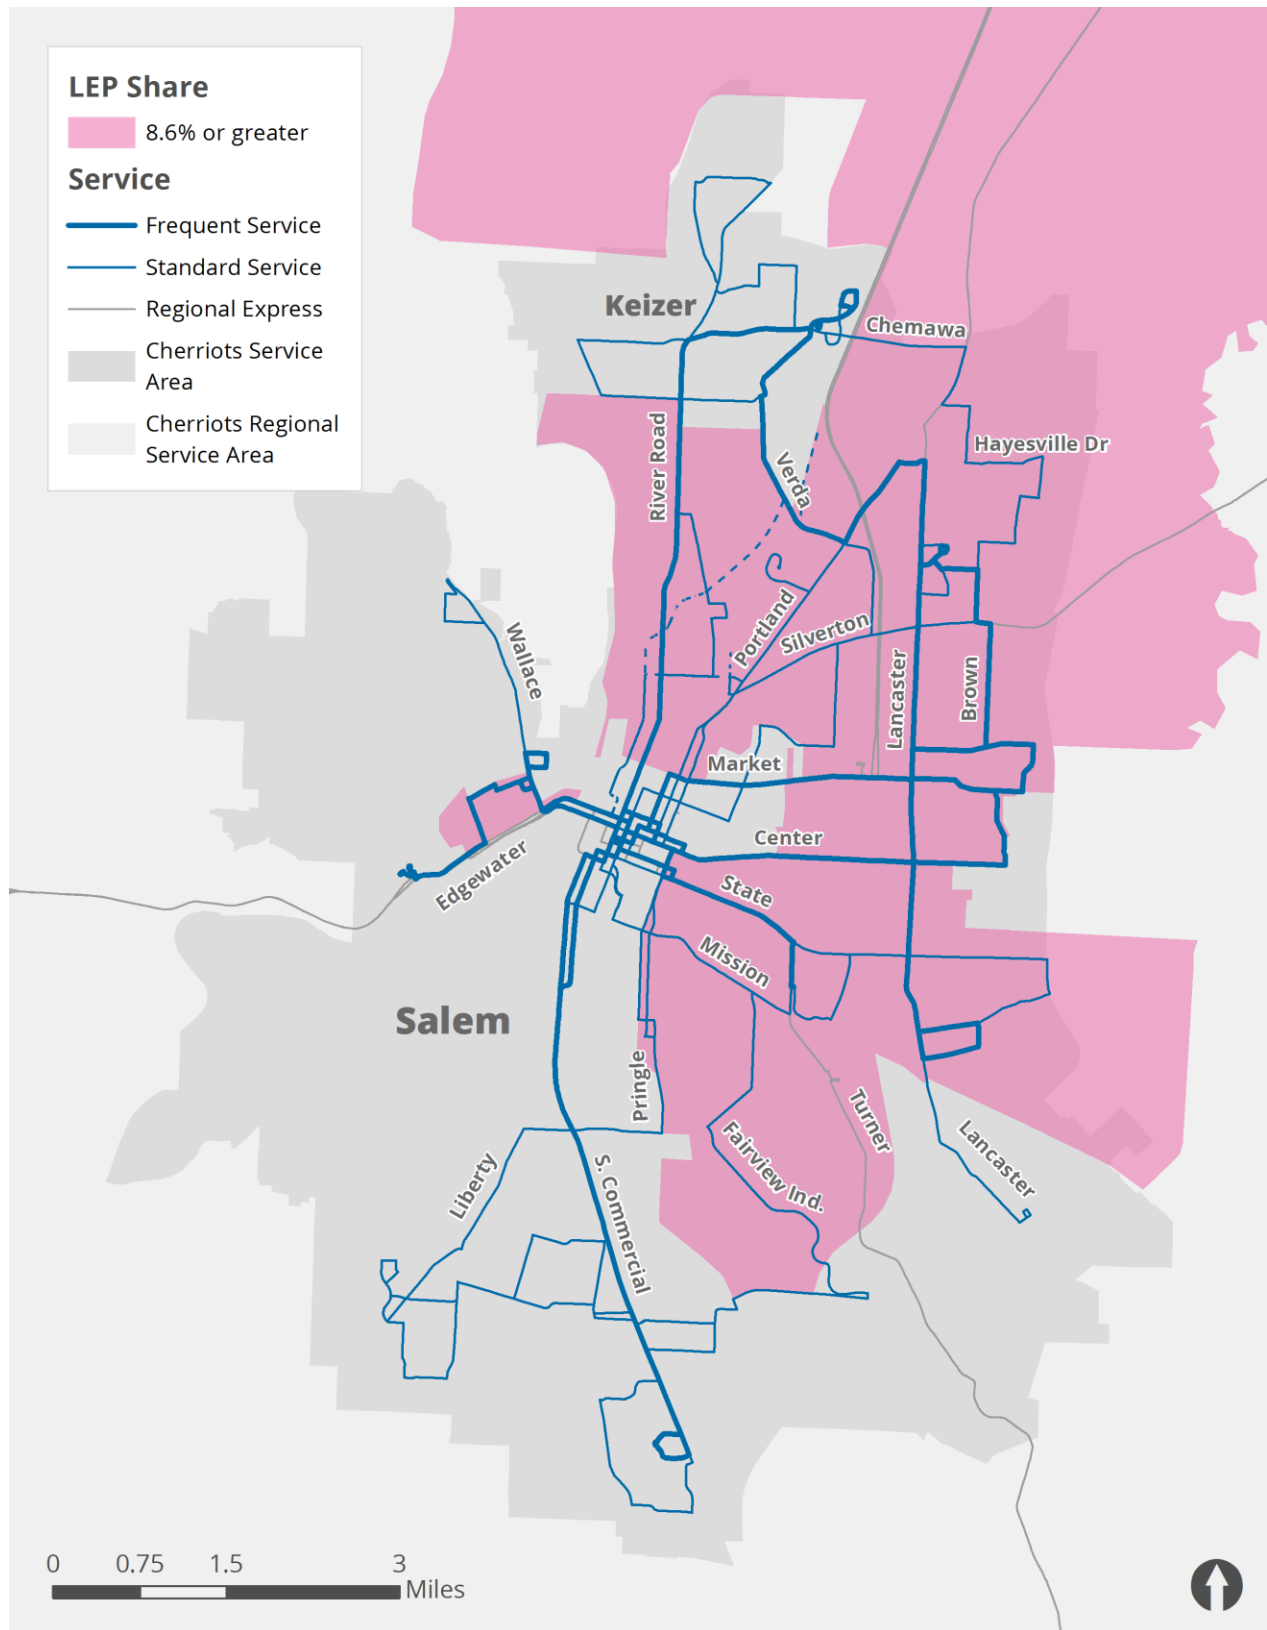 LEP Share
8.6% or greater
Service
Frequent Service
Standard Service
Regional Express
Cherriots Service
Area
Cherriots Regional
Service Area
Keizer
Chemawa
Hayesville Dr
River Road
Verda
Portland
Silverton
Wallace
Lancaster
Brown
Market
Center
Edgewater
State
Mission
Salem
Pringle
Turner
Fairview Ind.
Lancaster
Liberty
S. Commercial
0 0.75 1.5 3
Miles